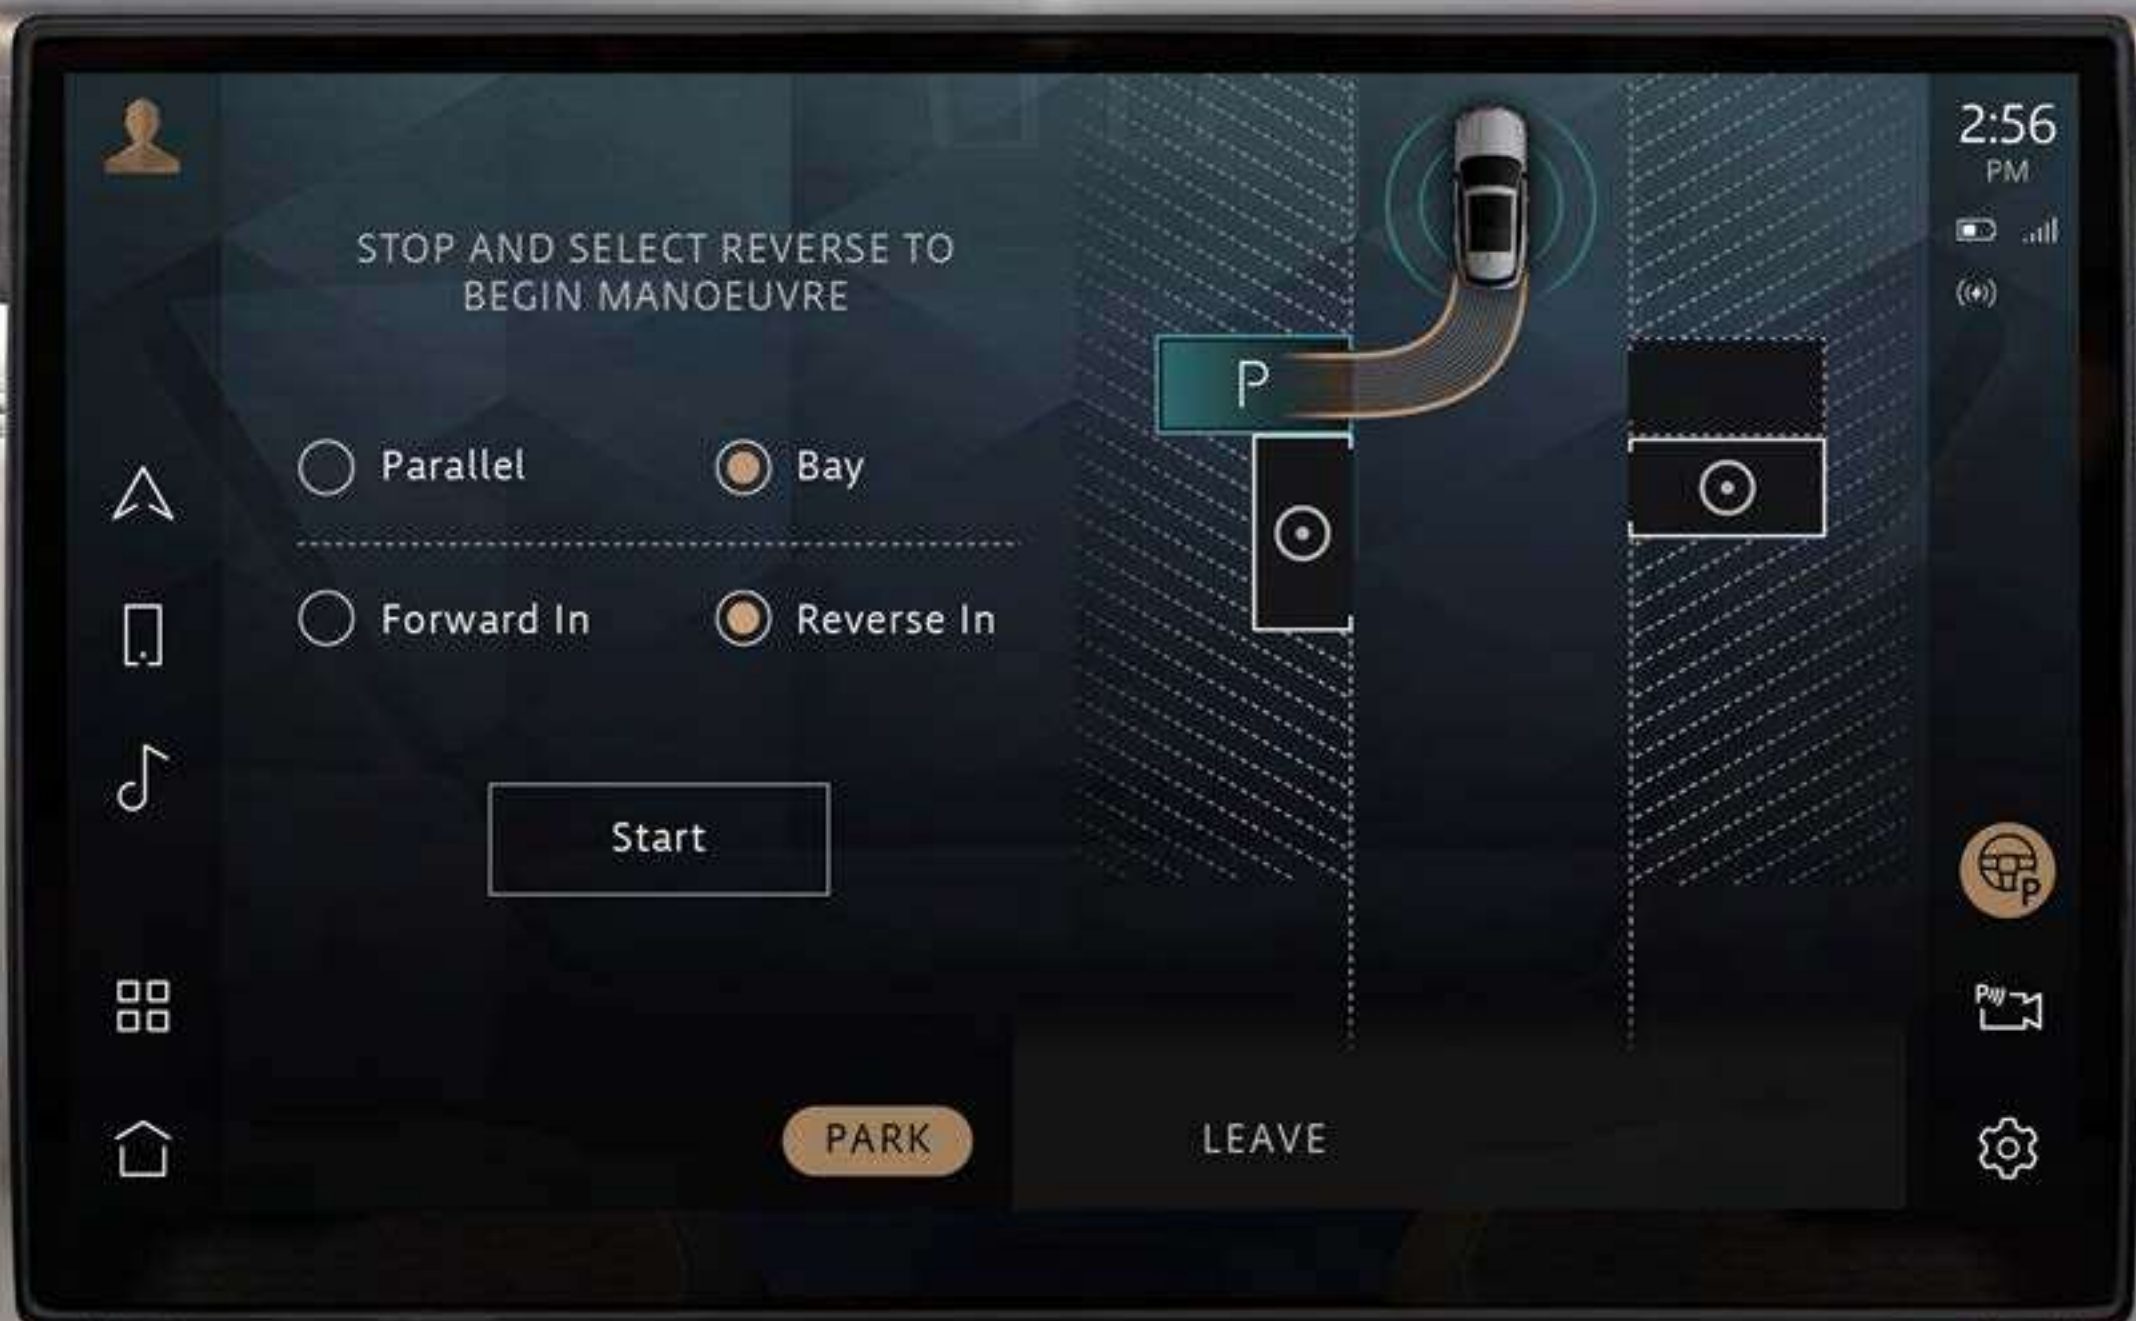 STOP AND SELECT REVERSE TO
BEGIN MANOEUVRE
Parallel
Bay
Forward In
Reverse In
Start
PARK
LEAVE
P
2:56
PM
P
P